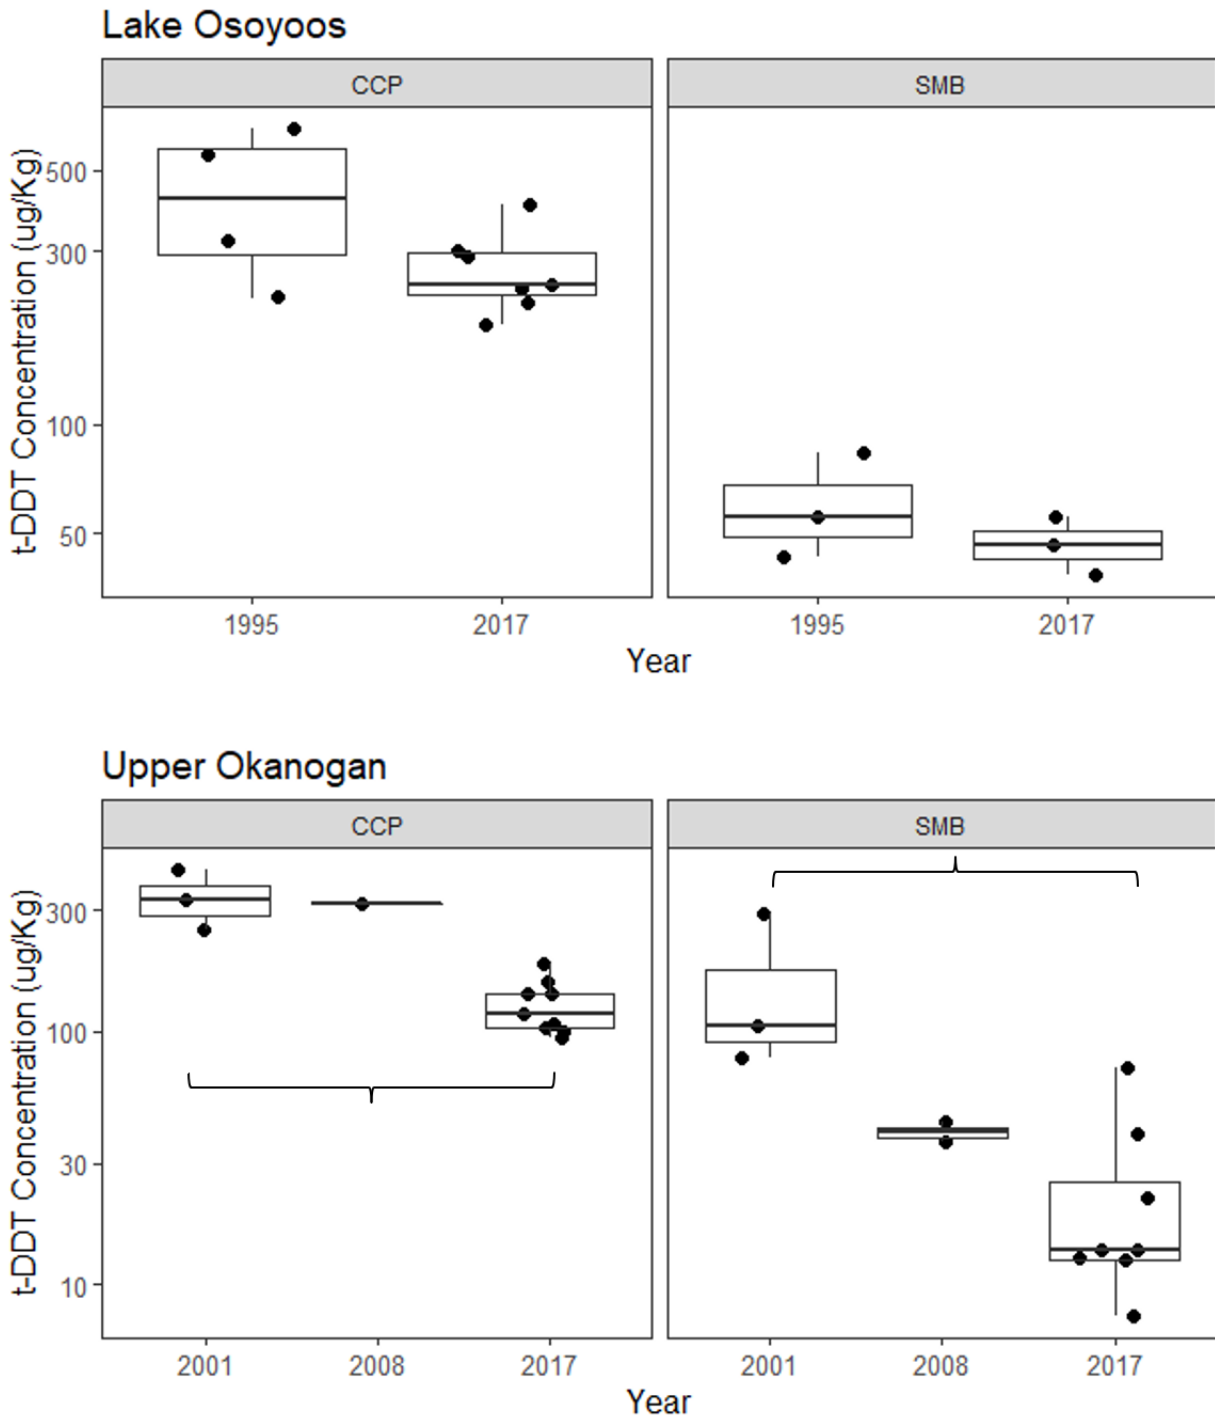 Lake Osoyoos
CCP
SMB
t-DDT Concentration (ug/Kg)
500
300
100
50
1995
2017
1995
2017
Year
Upper Okanogan
CCP
SMB
t-DDT Concentration (ug/Kg)
300
100
30
10
2001
2008
2017
2001
2008
2017
Year